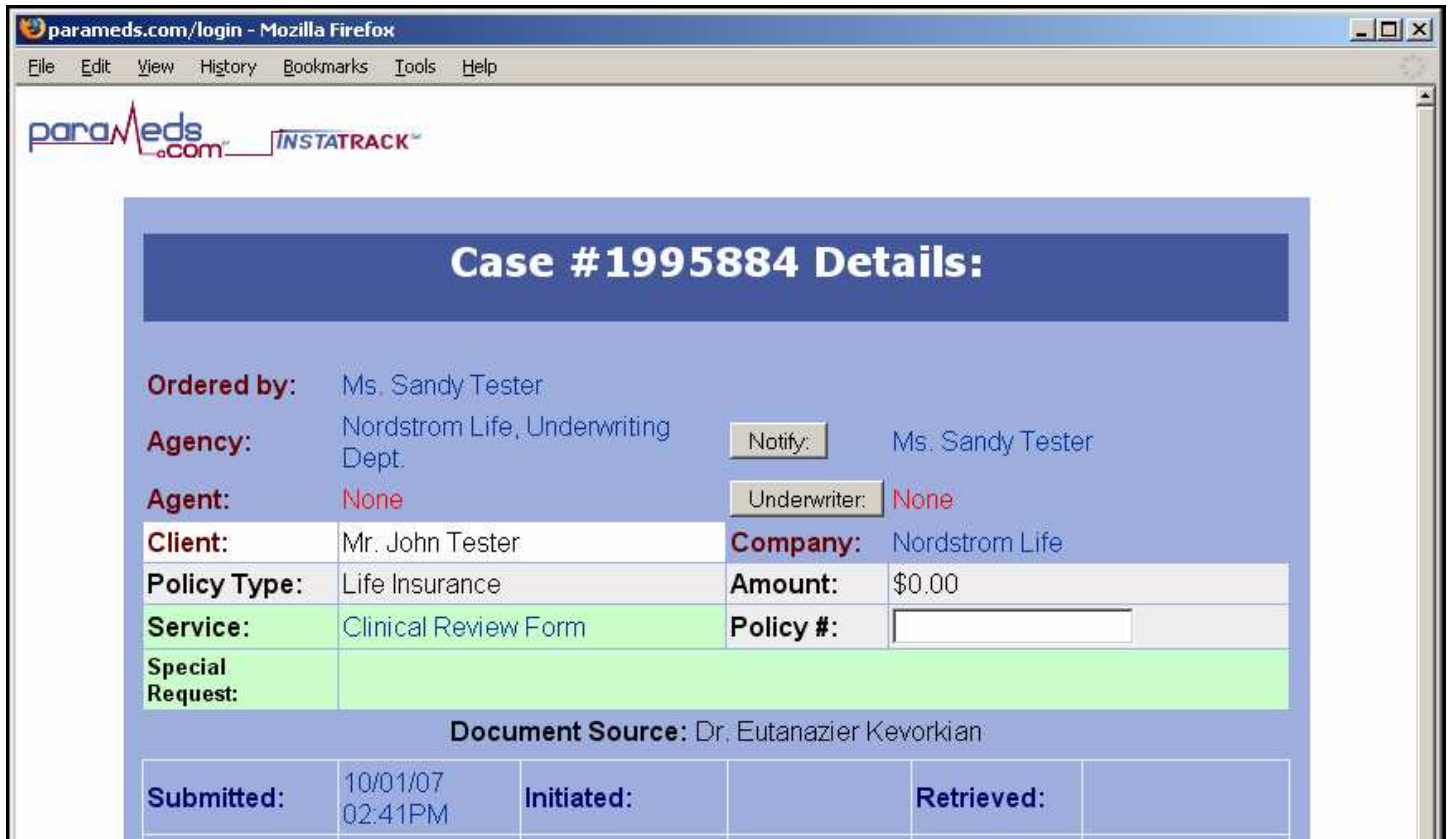 parameds.com/login - Mozilla Firefox
File Edit View History Bookmarks Tools Help
paraMeds
.com INSTATRACK
Case #1995884 Details:
Ordered by: Ms. Sandy Tester
Agency: Nordstrom Life, Underwriting Dept. Notify: Ms. Sandy Tester
Agent: None Underwriter: None
Client: Mr. John Tester Company: Nordstrom Life
Policy Type: Life Insurance Amount: $0.00
Service: Clinical Review Form Policy #:
Special
Request:
Document Source: Dr. Eutanazier Kevorkian
Submitted: 10/01/07 02:41PM Initiated: Retrieved: